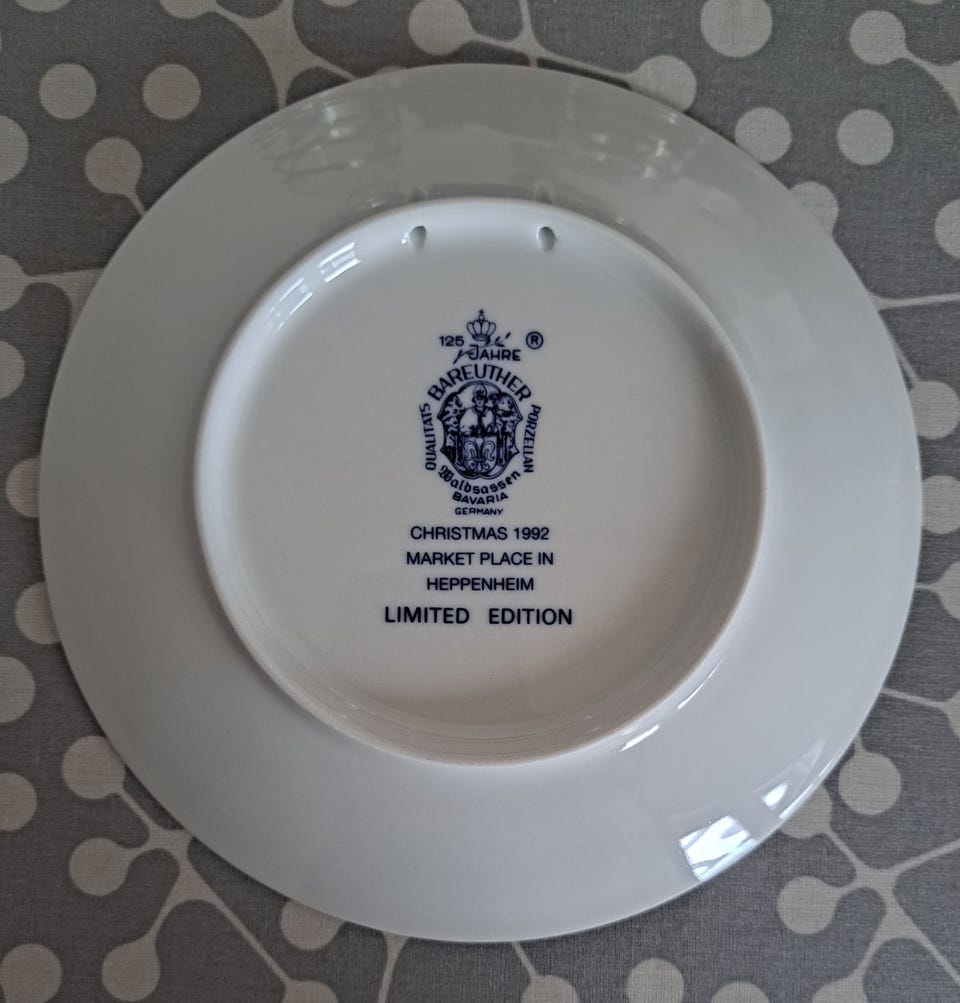 125 ®
JAHRE
BAREUTHER
QUALITÄTS PORZELLAN
Waldsassen
BAVARIA
GERMANY
CHRISTMAS 1992
MARKET PLACE IN
HEPPENHEIM
LIMITED EDITION